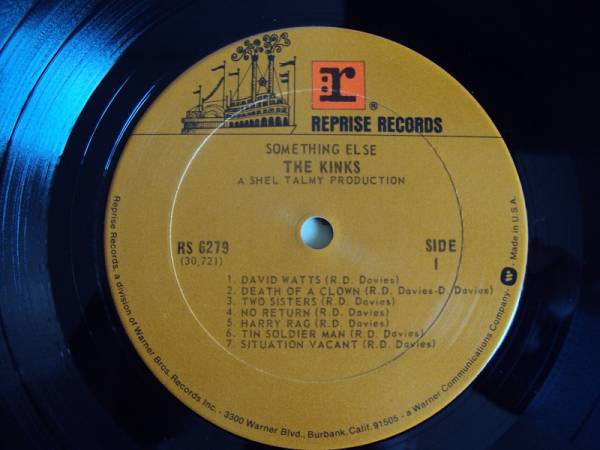 r
®
REPRISE RECORDS
SOMETHING ELSE
THE KINKS
A SHEL TALMY PRODUCTION
RS 6279
(30,721)
SIDE
1
1. DAVID WATTS (R.D. Davies)
2. DEATH OF A CLOWN (R.D. Davies-D. Davies)
3. TWO SISTERS (R.D. Davies)
4. NO RETURN (R.D. Davies)
5. HARRY RAG (R.D. Davies)
6. TIN SOLDIER MAN (R.D. Davies)
7. SITUATION VACANT (R.D. Davies)
Reprise Records, a division of Warner Bros. Records Inc. · 3300 Warner Blvd., Burbank, Calif. 91505 · a Warner Communications Company · W · Made in U.S.A.